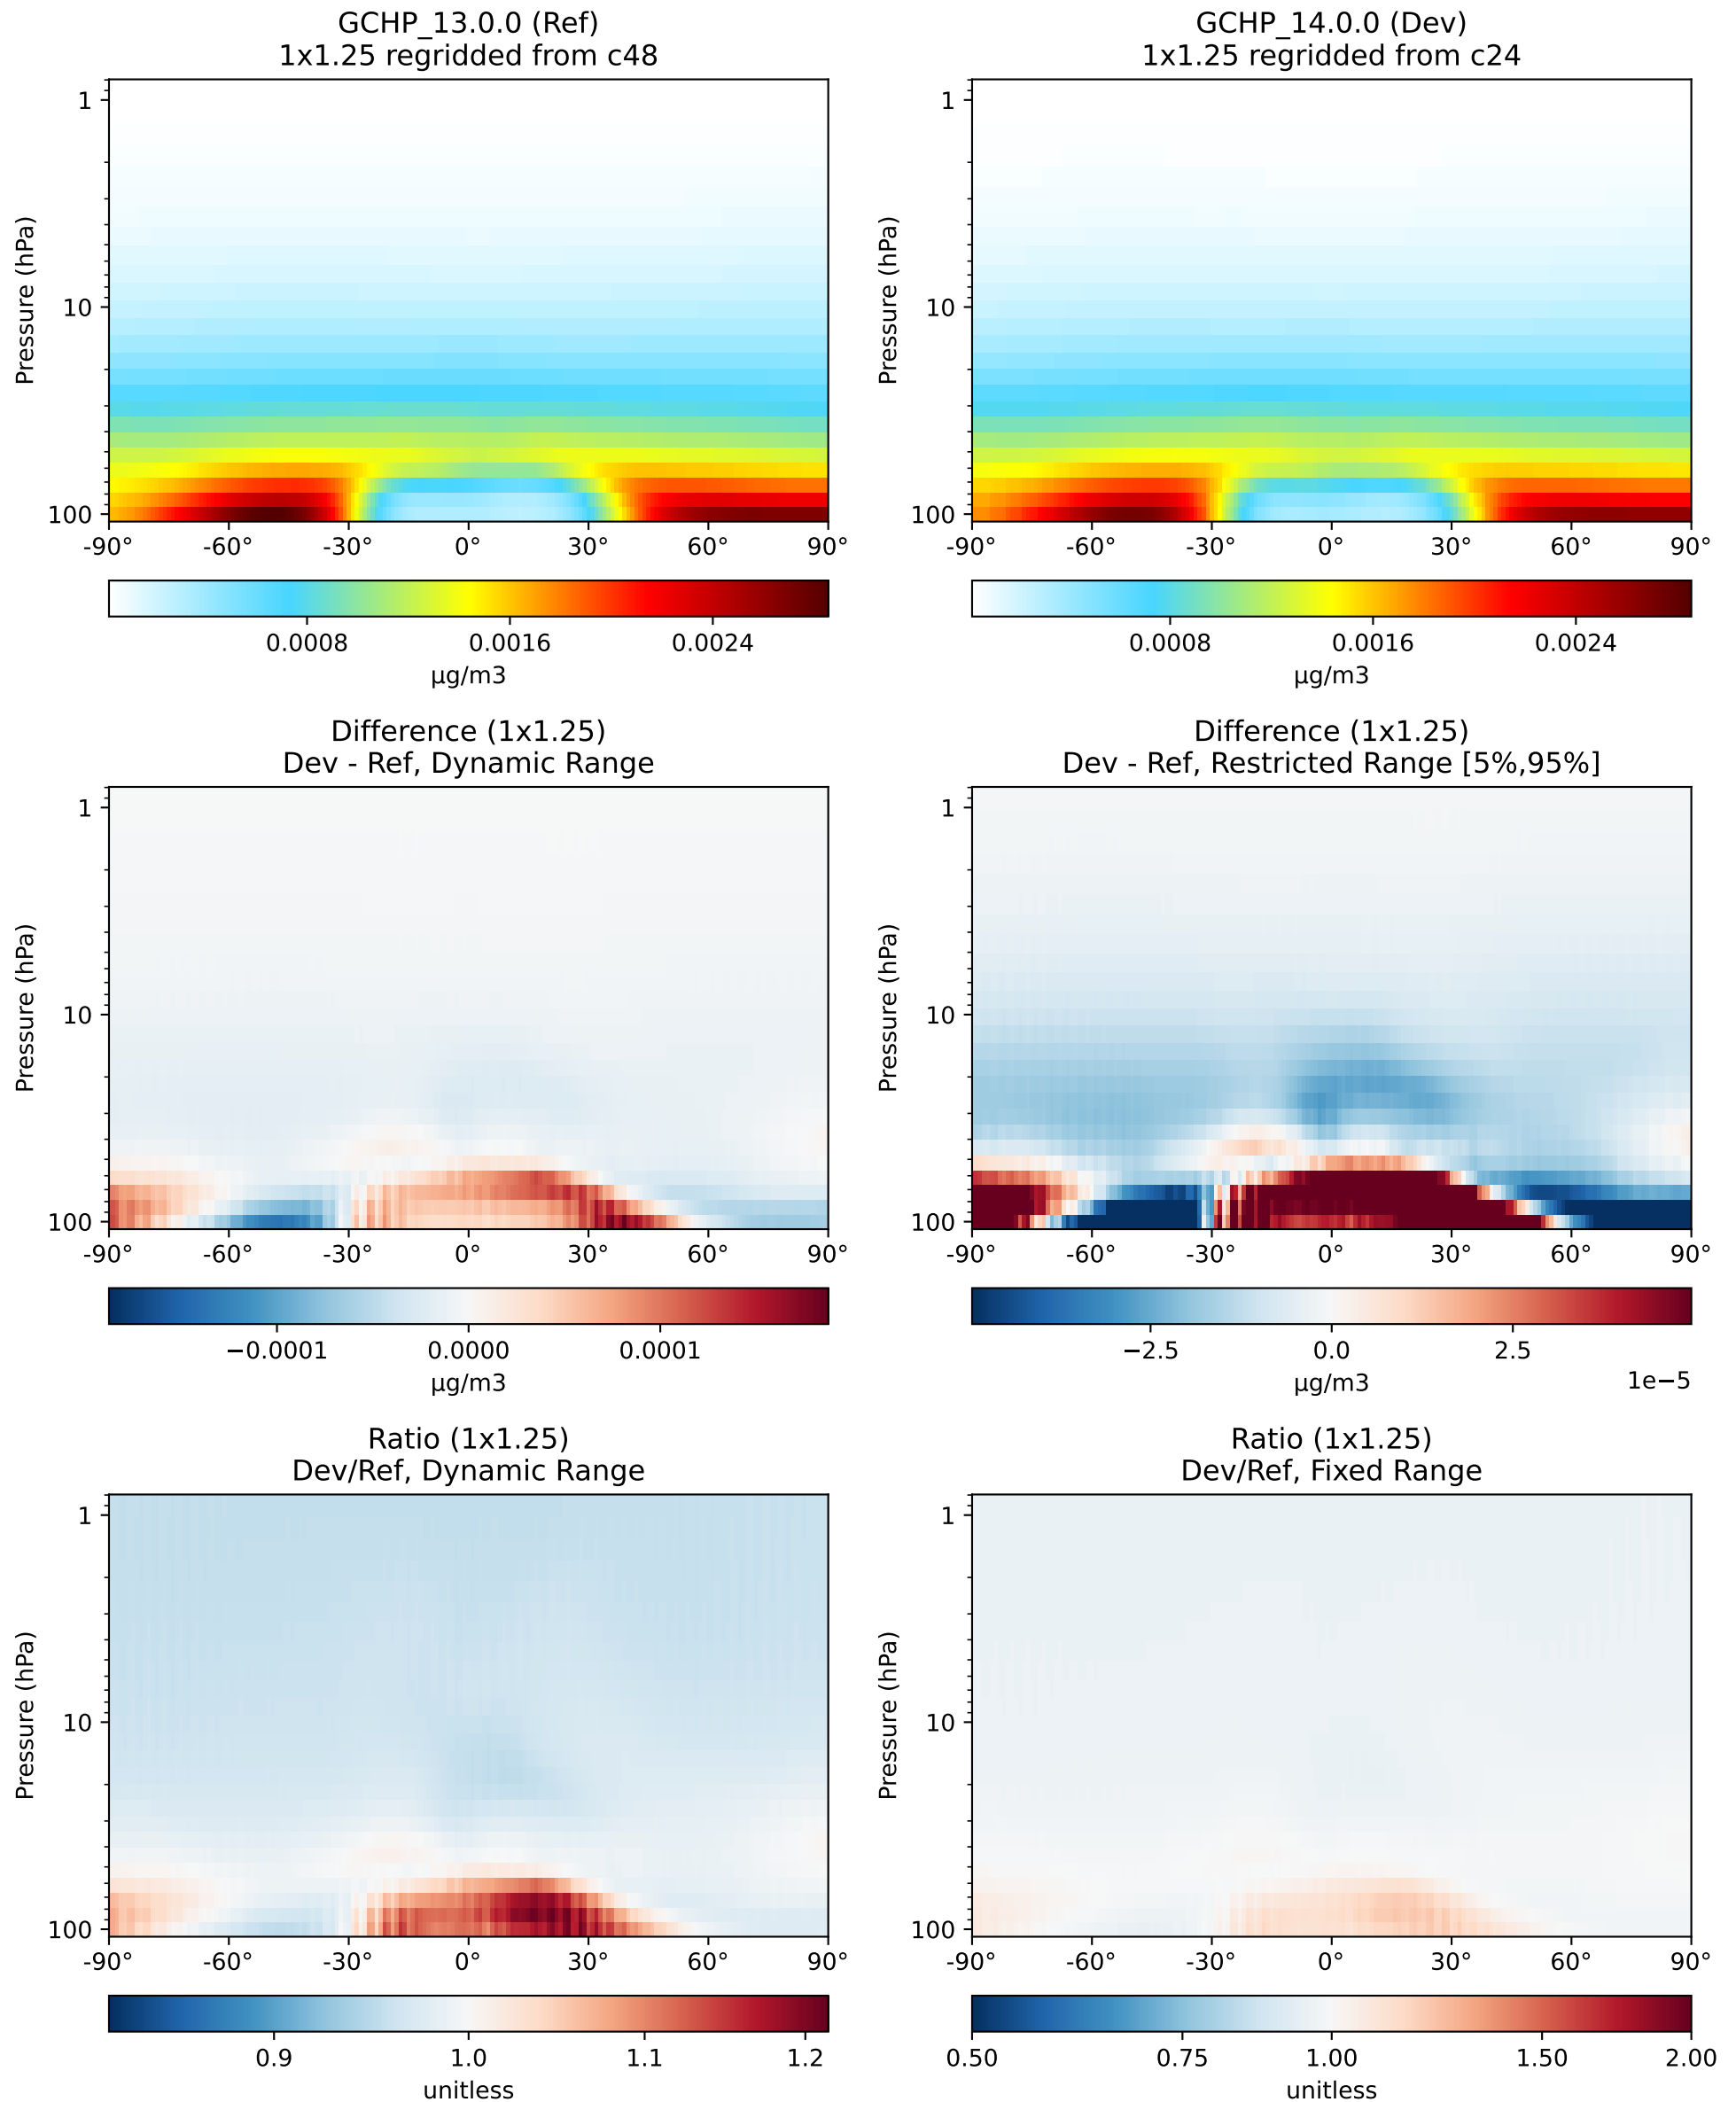 GCHP_13.0.0 (Ref)
1x1.25 regridded from c48
Pressure (hPa)
1
10
100
-90° -60° -30° 0° 30° 60° 90°
0.0008 0.0016 0.0024
µg/m3
GCHP_14.0.0 (Dev)
1x1.25 regridded from c24
Pressure (hPa)
1
10
100
-90° -60° -30° 0° 30° 60° 90°
0.0008 0.0016 0.0024
µg/m3
Difference (1x1.25)
Dev - Ref, Dynamic Range
Pressure (hPa)
1
10
100
-90° -60° -30° 0° 30° 60° 90°
−0.0001 0.0000 0.0001
µg/m3
Difference (1x1.25)
Dev - Ref, Restricted Range [5%,95%]
Pressure (hPa)
1
10
100
-90° -60° -30° 0° 30° 60° 90°
−2.5 0.0 2.5
µg/m3 1e−5
Ratio (1x1.25)
Dev/Ref, Dynamic Range
Pressure (hPa)
1
10
100
-90° -60° -30° 0° 30° 60° 90°
0.9 1.0 1.1 1.2
unitless
Ratio (1x1.25)
Dev/Ref, Fixed Range
Pressure (hPa)
1
10
100
-90° -60° -30° 0° 30° 60° 90°
0.50 0.75 1.00 1.50 2.00
unitless